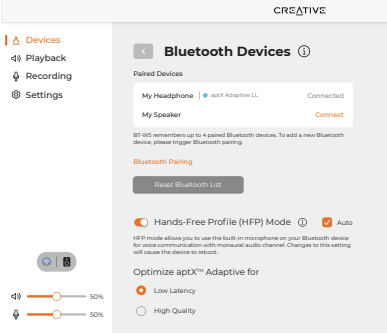 CREATIVE
Devices
Playback
Recording
Settings
50%
50%
Bluetooth Devices
Paired Devices
My Headphone aptX Adaptive LL Connected
My Speaker Connect
BT-W5 remembers up to 4 paired Bluetooth devices. To add a new Bluetooth
device, please trigger Bluetooth pairing.
Bluetooth Pairing
Reset Bluetooth List
Hands-Free Profile (HFP) Mode Auto
HFP mode allows you to use the built-in microphone on your Bluetooth device
for voice communication with monaural audio channel. Changes to this setting
will cause the device to reboot.
Optimize aptX™ Adaptive for
Low Latency
High Quality